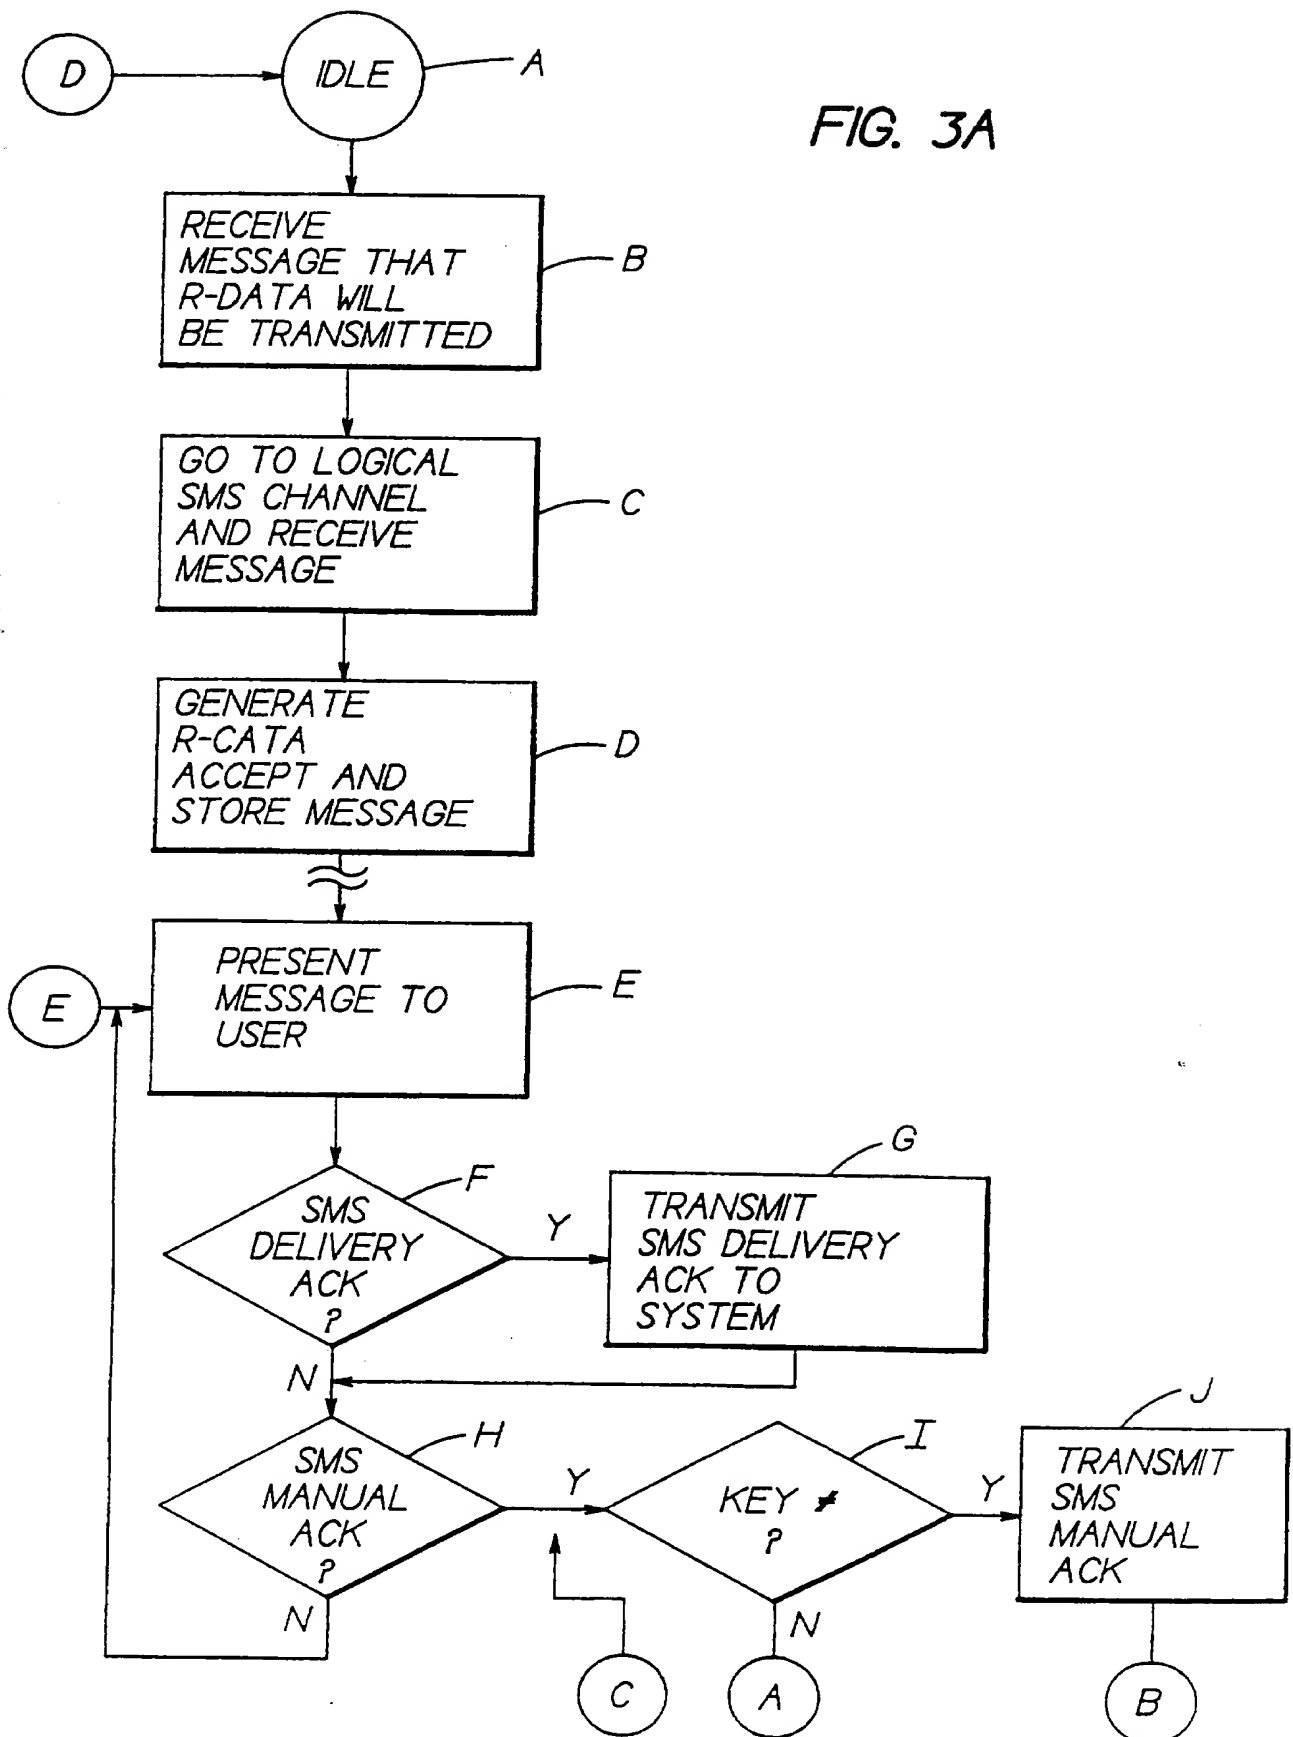 D
IDLE
A
FIG. 3A
RECEIVE
MESSAGE THAT
R-DATA WILL
BE TRANSMITTED
B
GO TO LOGICAL
SMS CHANNEL
AND RECEIVE
MESSAGE
C
GENERATE
R-CATA
ACCEPT AND
STORE MESSAGE
D
E
PRESENT
MESSAGE TO
USER
E
SMS
DELIVERY
ACK
?
F
Y
N
TRANSMIT
SMS DELIVERY
ACK TO
SYSTEM
G
SMS
MANUAL
ACK
?
H
Y
N
KEY #
?
I
Y
N
TRANSMIT
SMS
MANUAL
ACK
J
C
A
B